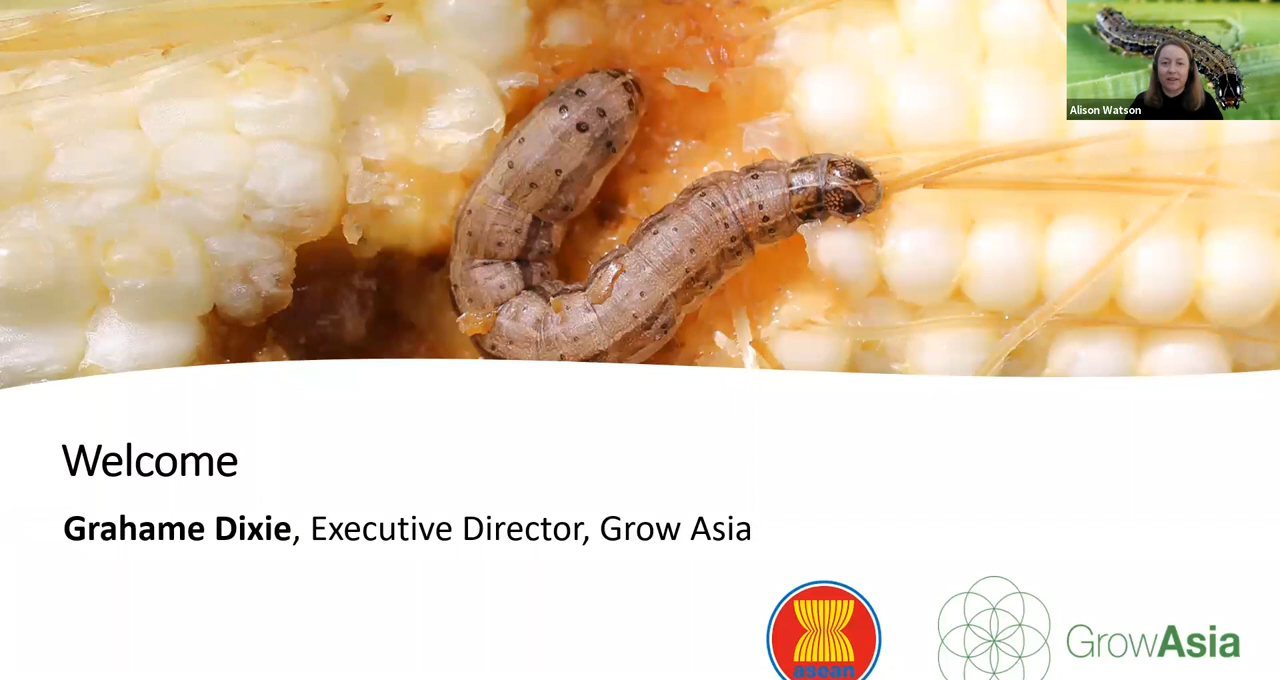 Alison Watson
Welcome
Grahame Dixie, Executive Director, Grow Asia
asean
GrowAsia